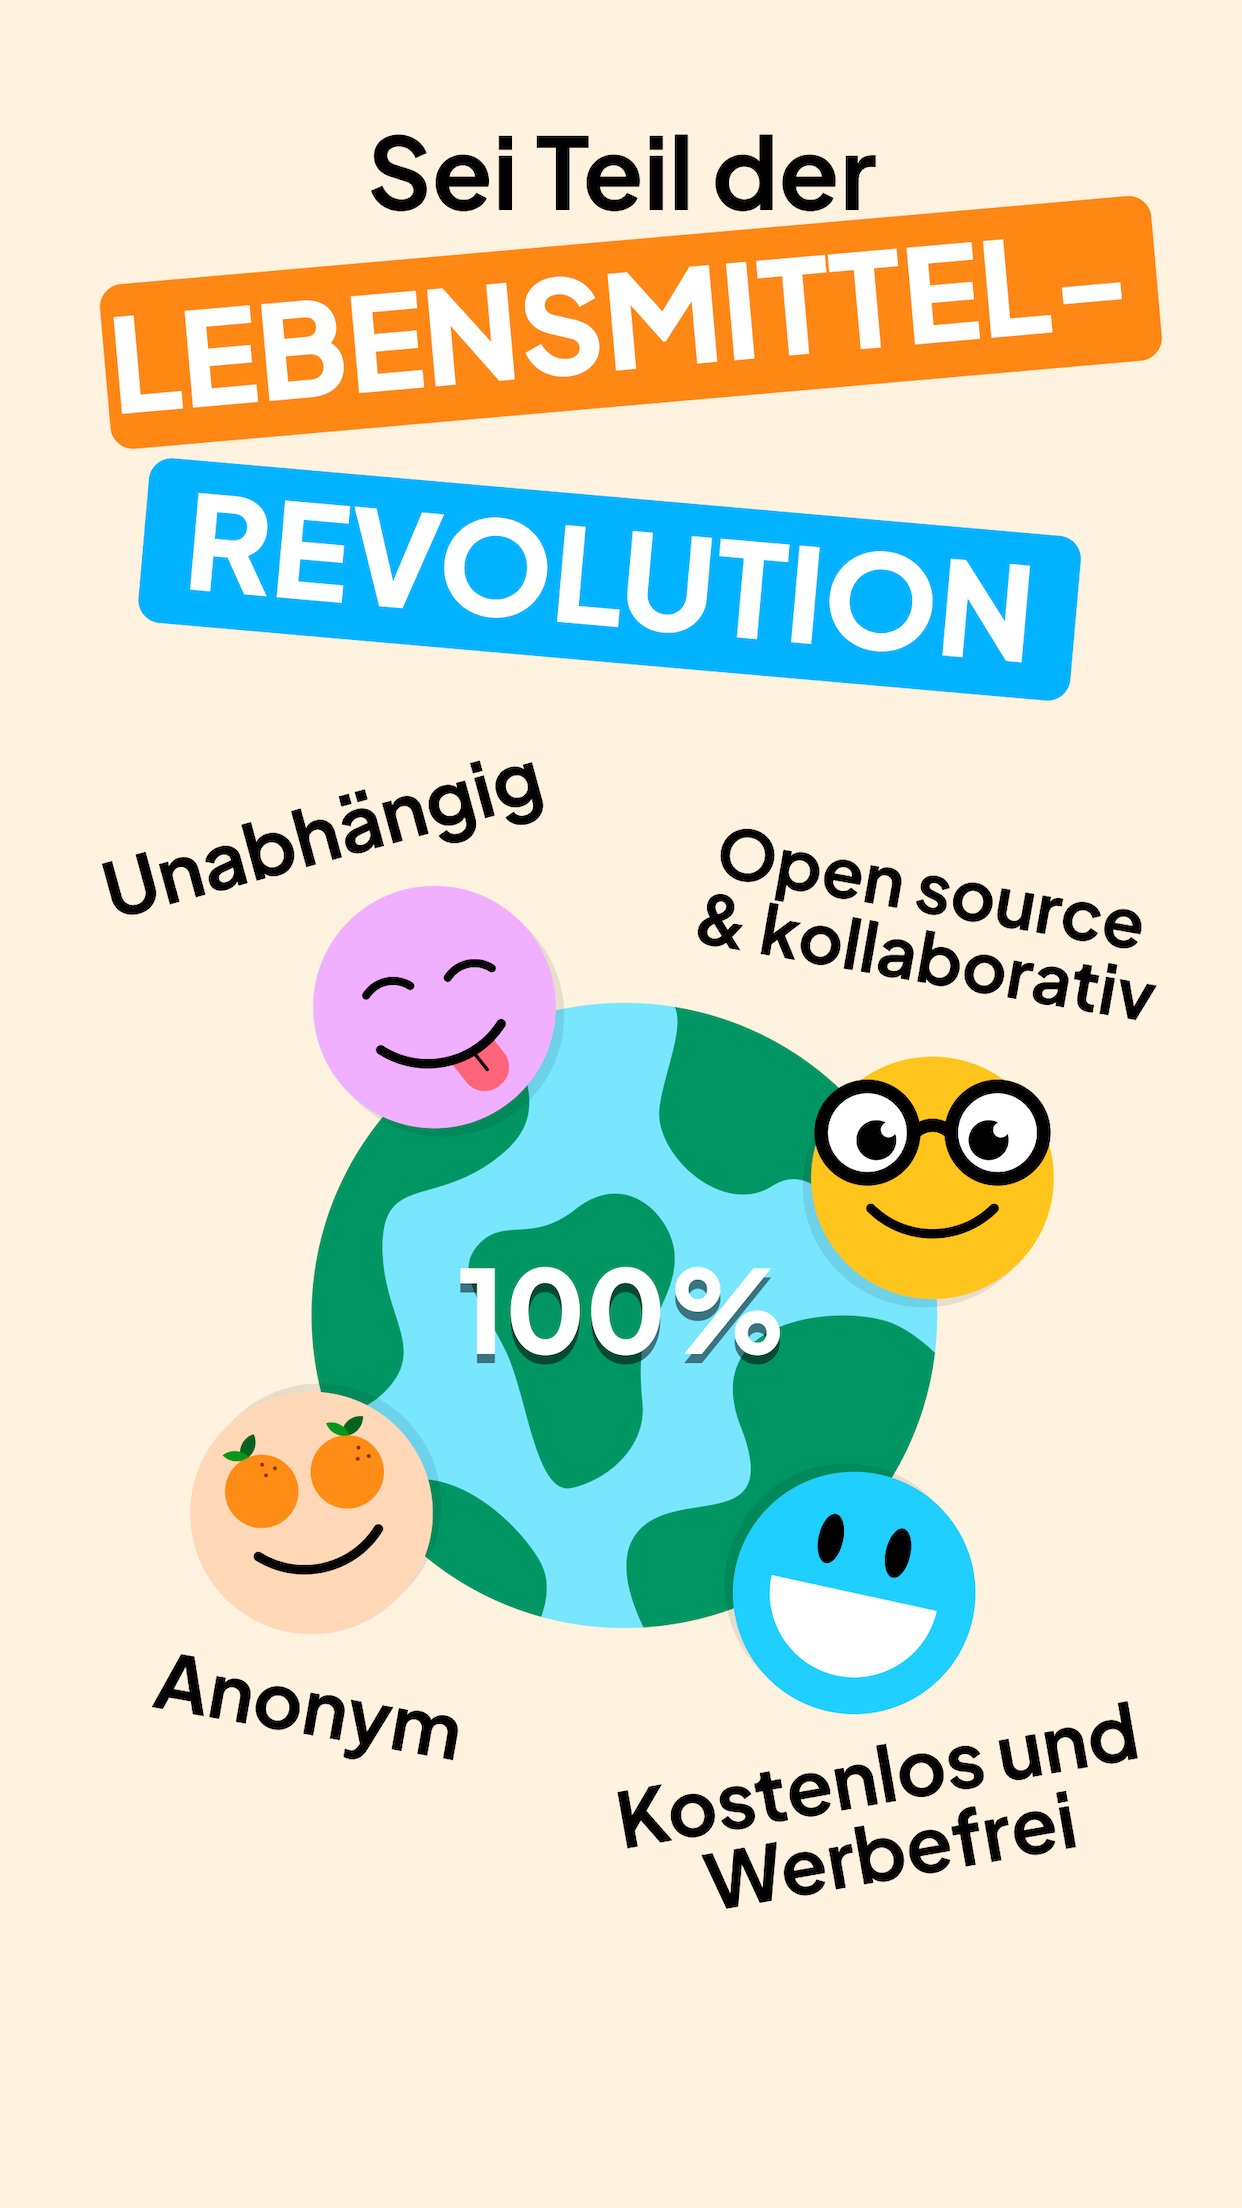 Sei Teil der
LEBENSMITTEL-
REVOLUTION
Unabhängig
Open source
& kollaborativ
100%
Anonym
Kostenlos und
Werbefrei